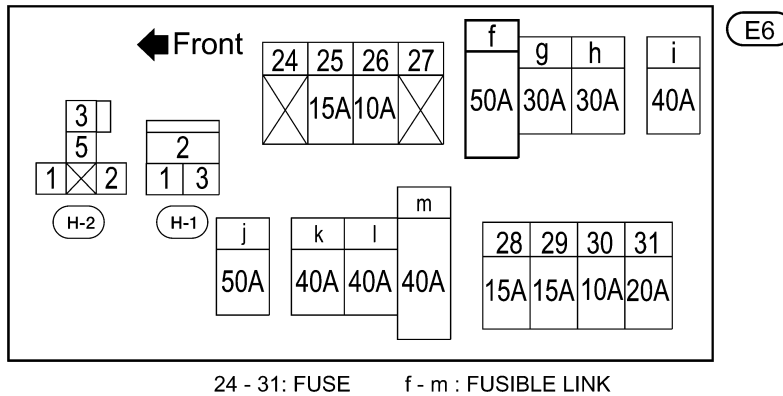 E6
Front
24 25 26 27
15A 10A
f g h i
50A 30A 30A 40A
3
5
1 2
H-2
2
1 3
H-1
j k l m
50A 40A 40A 40A
28 29 30 31
15A 15A 10A 20A
24 - 31: FUSE f - m : FUSIBLE LINK